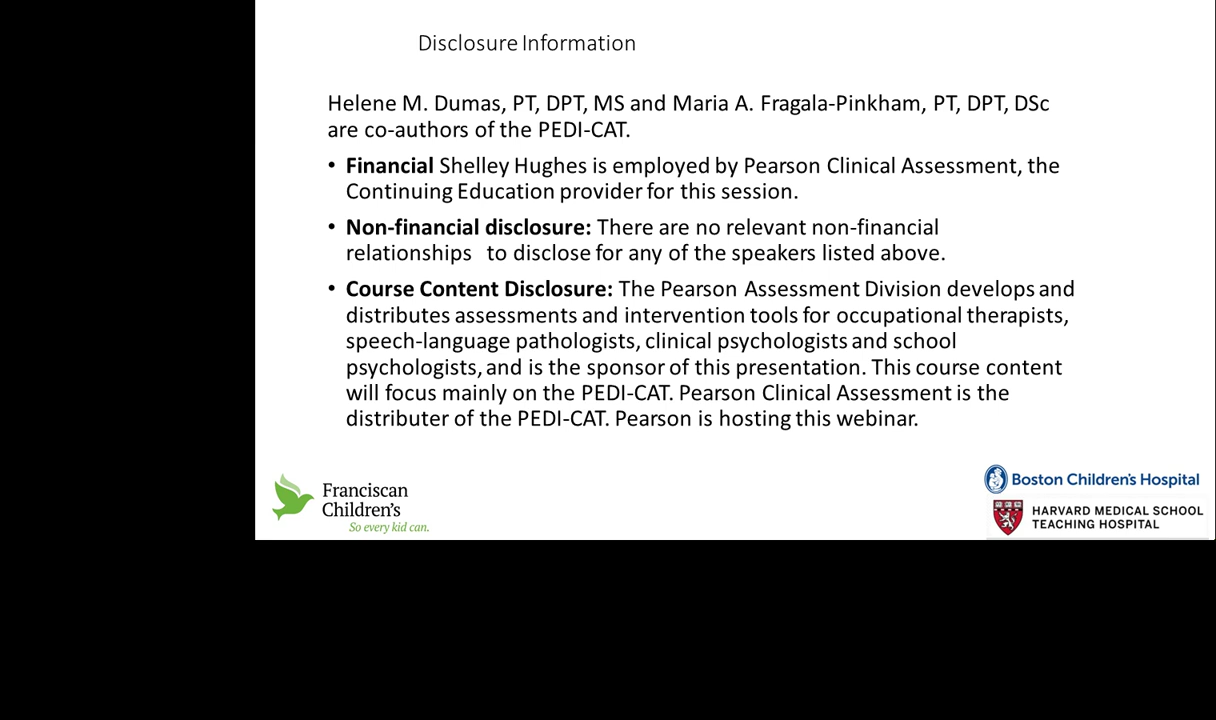 Disclosure Information
Helene M. Dumas, PT, DPT, MS and Maria A. Fragala-Pinkham, PT, DPT, DSc
are co-authors of the PEDI-CAT.
• Financial Shelley Hughes is employed by Pearson Clinical Assessment, the
Continuing Education provider for this session.
• Non-financial disclosure: There are no relevant non-financial
relationships to disclose for any of the speakers listed above.
• Course Content Disclosure: The Pearson Assessment Division develops and
distributes assessments and intervention tools for occupational therapists,
speech-language pathologists, clinical psychologists and school
psychologists, and is the sponsor of this presentation. This course content
will focus mainly on the PEDI-CAT. Pearson Clinical Assessment is the
distributer of the PEDI-CAT. Pearson is hosting this webinar.
Franciscan
Children's
So every kid can.
Boston Children's Hospital
HARVARD MEDICAL SCHOOL
TEACHING HOSPITAL